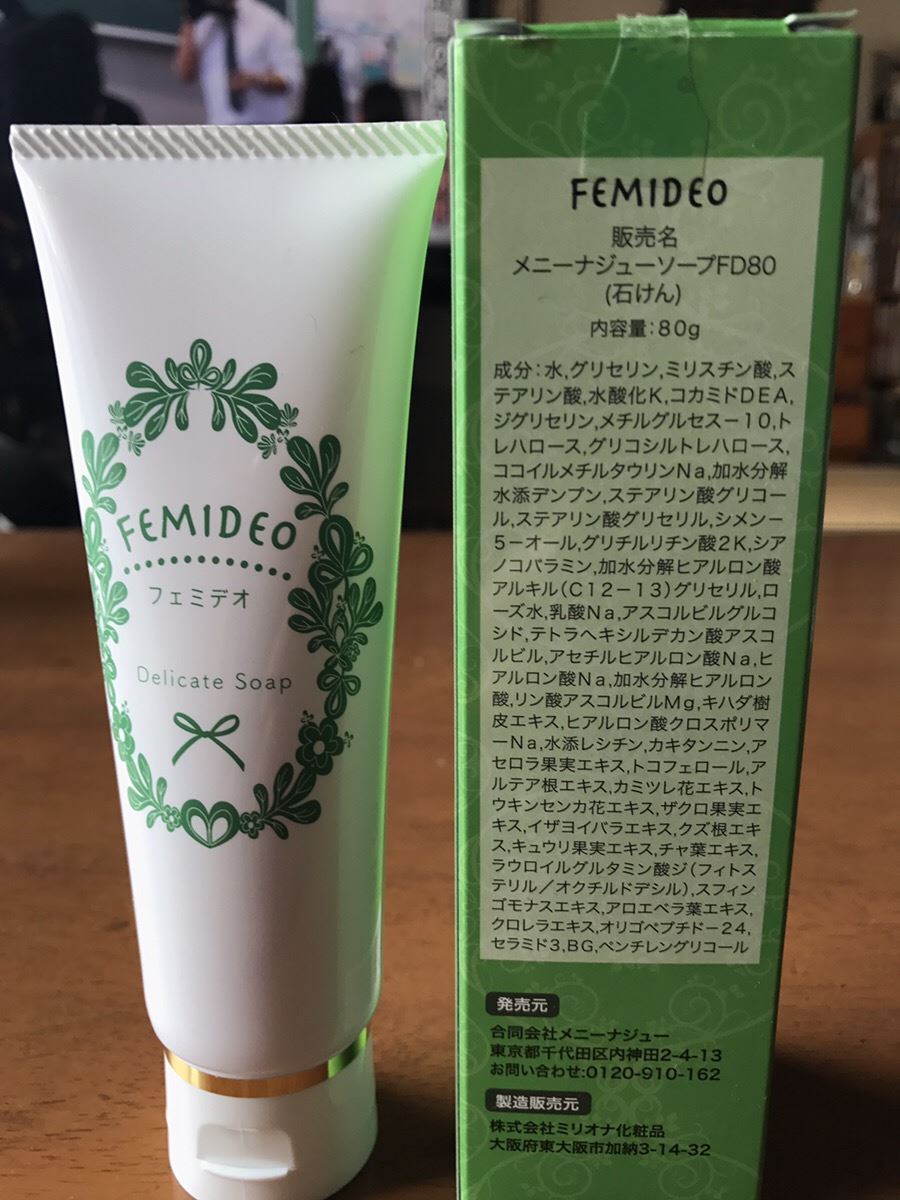 FEMIDEO
フェミデオ
Delicate Soap
FEMIDEO
販売名
メニーナジューソープFD80
(石けん)
内容量:80g
成分:水,グリセリン,ミリスチン酸,ス
テアリン酸,水酸化K,コカミドDEA,
ジグリセリン,メチルグルセスー10,ト
レハロース,グリコシルトレハロース,
ココイルメチルタウリンNa,加水分解
水添デンプン,ステアリン酸グリコー
ル,ステアリン酸グリセリル,シメンー
5ーオール,グリチルリチン酸2K,シア
ノコバラミン,加水分解ヒアルロン酸
アルキル(C12ー13)グリセリル,ロ
ーズ水,乳酸Na,アスコルビルグルコ
シド,テトラヘキシルデカン酸アスコ
ルビル,アセチルヒアルロン酸Na,ヒ
アルロン酸Na,加水分解ヒアルロン
酸,リン酸アスコルビルMg,キハダ樹
皮エキス,ヒアルロン酸クロスポリマ
ーNa,水添レシチン,カキタンニン,ア
セロラ果実エキス,トコフェロール,ア
ルテア根エキス,カミツレ花エキス,ト
ウキンセンカ花エキス,ザクロ果実エ
キス,イザヨイバラエキス,クズ根エキ
ス,キュウリ果実エキス,チャ葉エキス,
ラウロイルグルタミン酸ジ(フィトス
テリル/オクチルドデシル),スフィン
ゴモナスエキス,アロエベラ葉エキス,
クロレラエキス,オリゴペプチドー24,
セラミド3,BG,ペンチレングリコール
発売元
合同会社メニーナジュー
東京都千代田区内神田2-4-13
お問い合わせ:0120-910-162
製造販売元
株式会社ミリオナ化粧品
大阪府東大阪市加納3-14-32